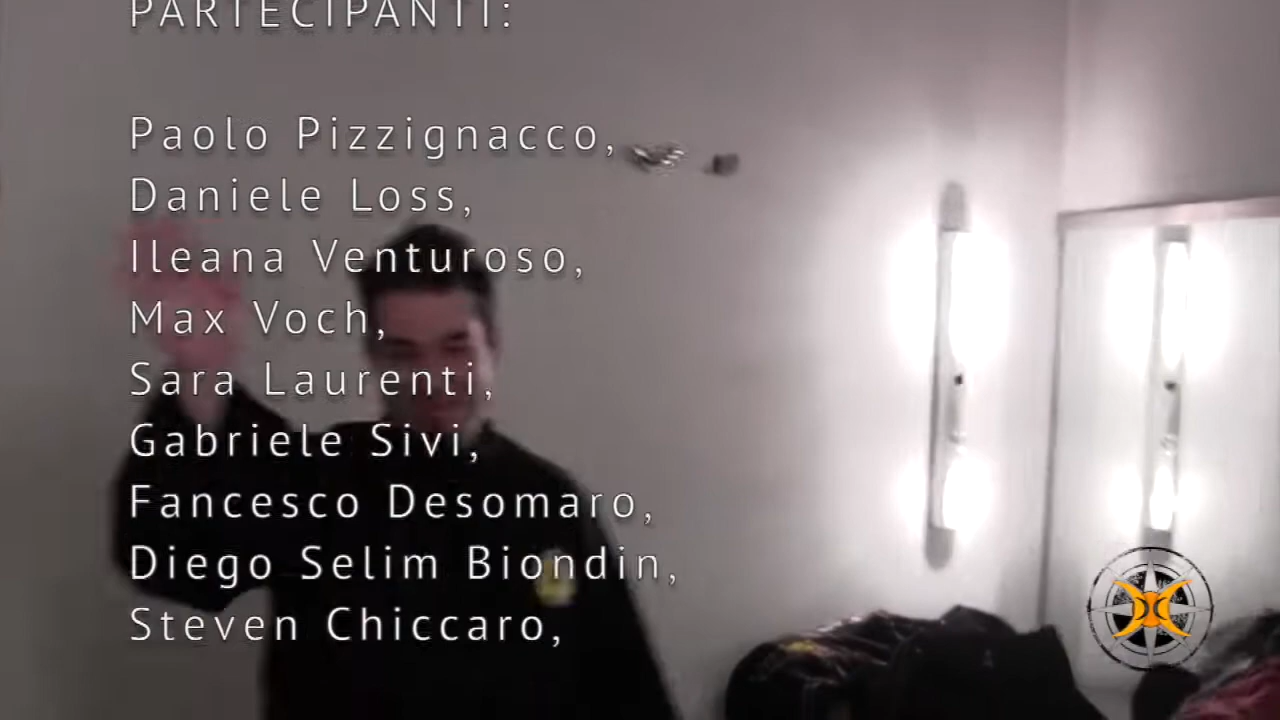 PARTECIPANTI:
Paolo Pizzignacco,
Daniele Loss,
Ileana Venturoso,
Max Voch,
Sara Laurenti,
Gabriele Sivi,
Fancesco Desomaro,
Diego Selim Biondin,
Steven Chiccaro,